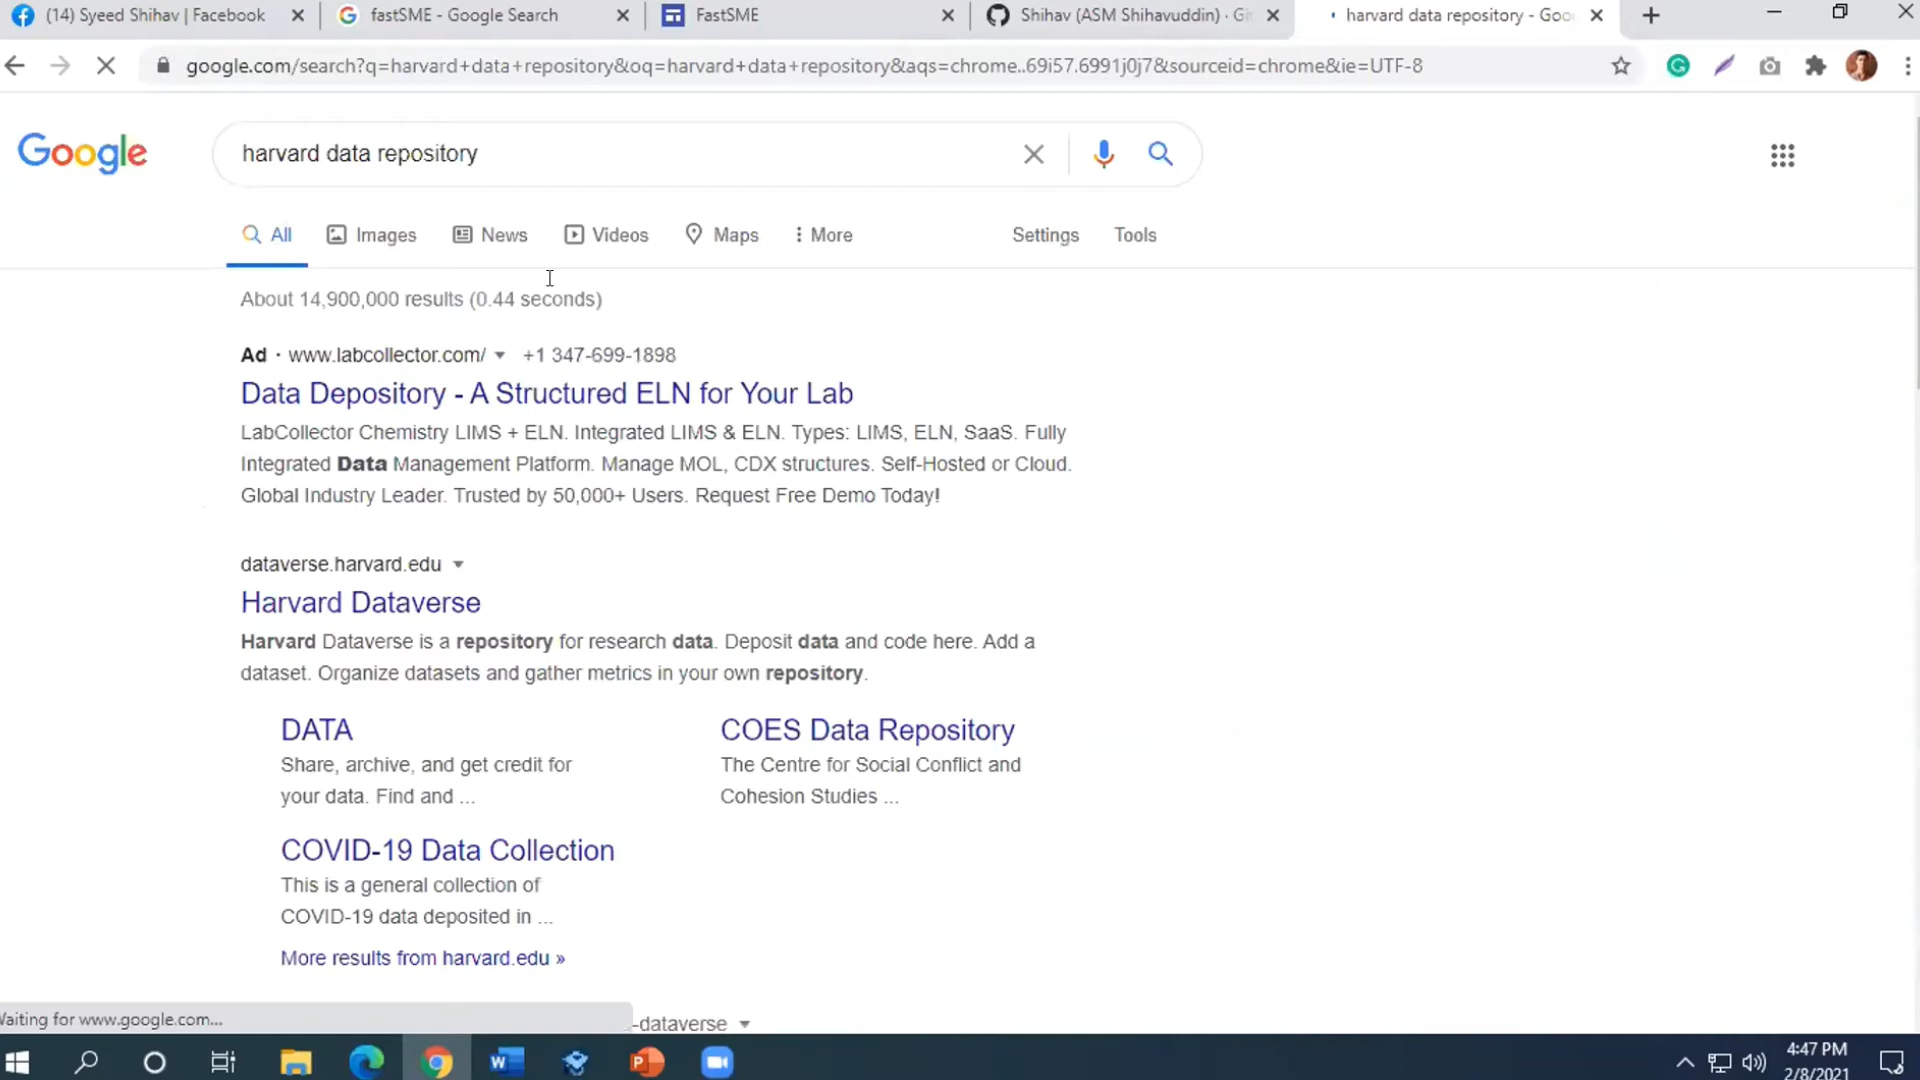 (14) Syeed Shihav | Facebook
fastSME - Google Search
FastSME
Shihav (ASM Shihavuddin) · Git
harvard data repository - Goo
google.com/search?q=harvard+data+repository&oq=harvard+data+repository&aqs=chrome..69i57.6991j0j7&sourceid=chrome&ie=UTF-8
Google
harvard data repository
All
Images
News
Videos
Maps
More
Settings
Tools
About 14,900,000 results (0.44 seconds)
Ad · www.labcollector.com/ +1 347-699-1898
Data Depository - A Structured ELN for Your Lab
LabCollector Chemistry LIMS + ELN. Integrated LIMS & ELN. Types: LIMS, ELN, SaaS. Fully
Integrated Data Management Platform. Manage MOL, CDX structures. Self-Hosted or Cloud.
Global Industry Leader. Trusted by 50,000+ Users. Request Free Demo Today!
dataverse.harvard.edu
Harvard Dataverse
Harvard Dataverse is a repository for research data. Deposit data and code here. Add a
dataset. Organize datasets and gather metrics in your own repository.
DATA
Share, archive, and get credit for
your data. Find and ...
COES Data Repository
The Centre for Social Conflict and
Cohesion Studies ...
COVID-19 Data Collection
This is a general collection of
COVID-19 data deposited in ...
More results from harvard.edu »
Waiting for www.google.com...
-dataverse
4:47 PM
2/8/2021